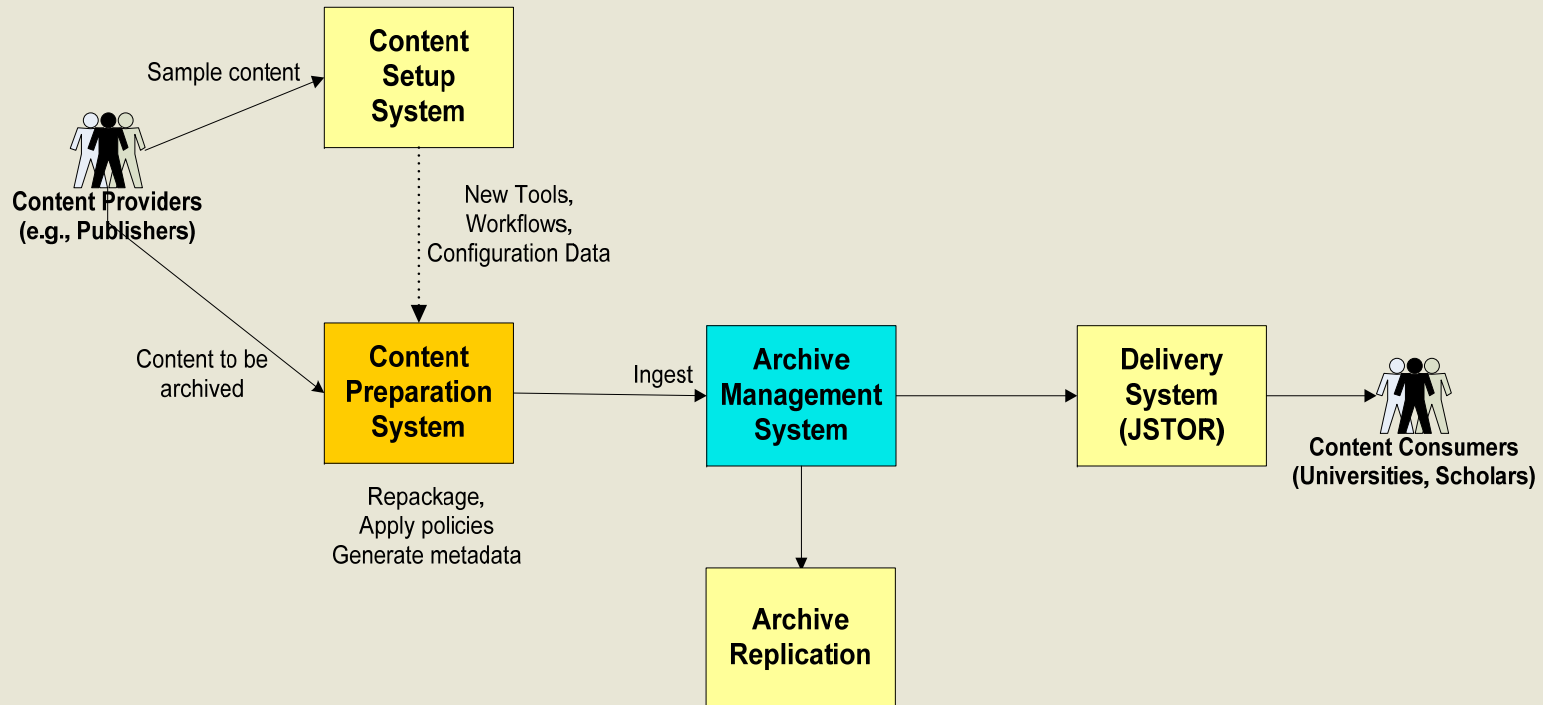 Content
Setup
System
Sample content
Content Providers
(e.g., Publishers)
New Tools,
Workflows,
Configuration Data
Content to be
archived
Content
Preparation
System
Repackage,
Apply policies
Generate metadata
Ingest
Archive
Management
System
Archive
Replication
Delivery
System
(JSTOR)
Content Consumers
(Universities, Scholars)